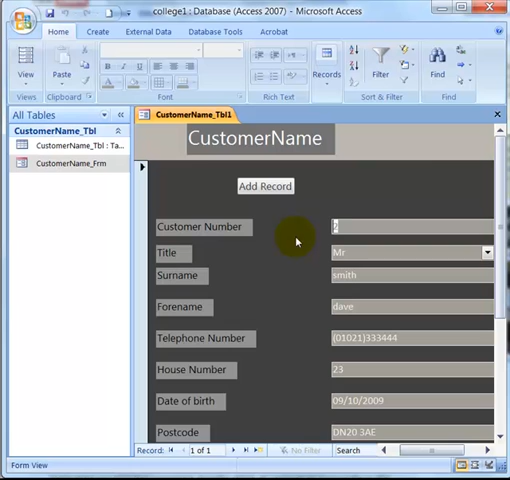 college1 : Database (Access 2007) - Microsoft Access
Home Create External Data Database Tools Acrobat
View Paste Records Filter Find
Views Clipboard Font Rich Text Sort & Filter Find
All Tables
CustomerName_Tbl
CustomerName_Tbl : Ta...
CustomerName_Frm
CustomerName_Tbl1
CustomerName
Add Record
Customer Number
Title Mr
Surname smith
Forename dave
Telephone Number (01021)333444
House Number 23
Date of birth 09/10/2009
Postcode DN20 3AE
Record: 1 of 1 No Filter Search
Form View